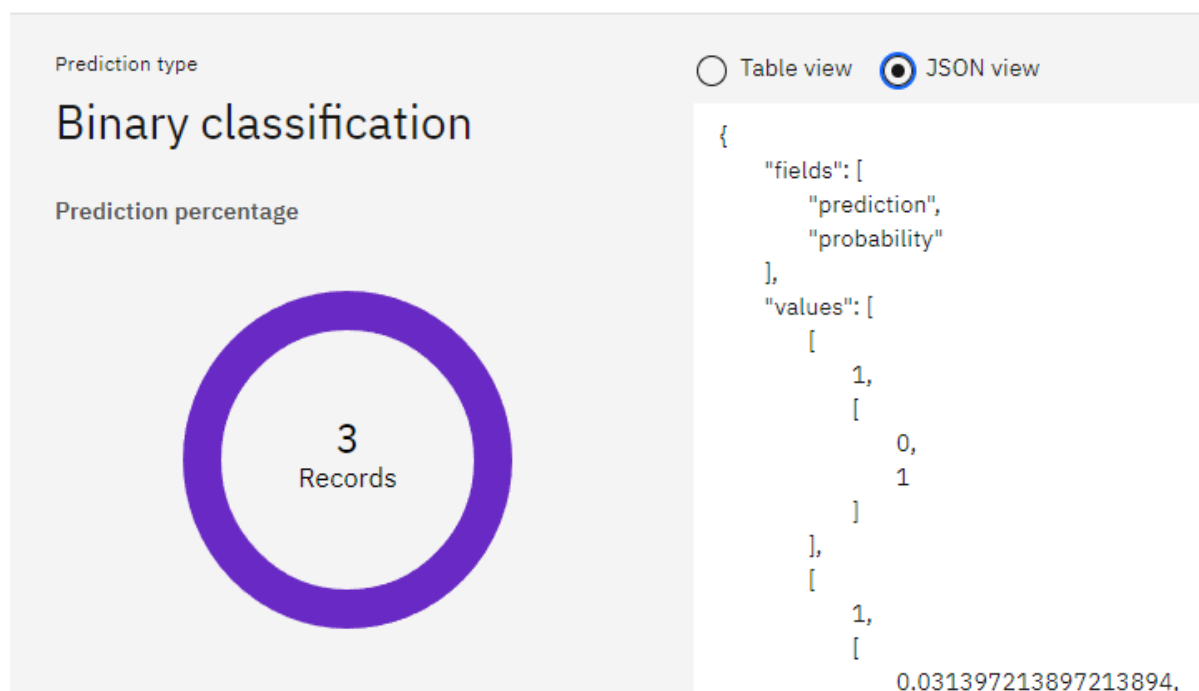 Prediction type
Binary classification
Prediction percentage
3
Records
Table view
JSON view
{
"fields": [
"prediction",
"probability"
],
"values": [
[
1,
[
0,
1
]
],
[
1,
[
0.031397213897213894,